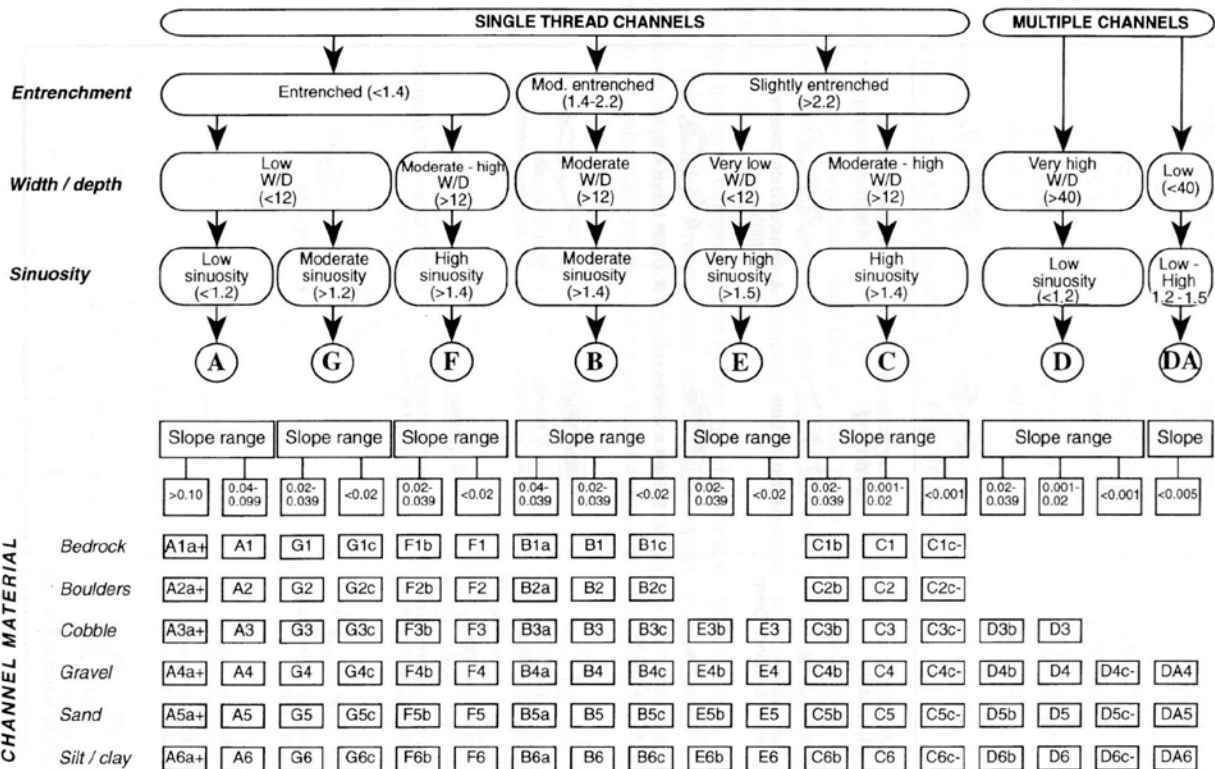 SINGLE THREAD CHANNELS MULTIPLE CHANNELS
Entrenchment Entrenched (<1.4) Mod. entrenched (1.4-2.2) Slightly entrenched (>2.2)
Width / depth Low W/D (<12) Moderate - high W/D (>12) Moderate W/D (>12) Very low W/D (<12) Moderate - high W/D (>12) Very high W/D (>40) Low (<40)
Sinuosity Low sinuosity (<1.2) Moderate sinuosity (>1.2) High sinuosity (>1.4) Moderate sinuosity (>1.4) Very high sinuosity (>1.5) High sinuosity (>1.4) Low sinuosity (<1.2) Low - High 1.2-1.5
A G F B E C D DA
Slope range Slope range Slope range Slope range Slope range Slope range Slope range Slope
>0.10 0.04-0.099 0.02-0.039 <0.02 0.02-0.039 <0.02 0.04-0.039 0.02-0.039 <0.02 0.02-0.039 <0.02 0.02-0.039 0.001-0.02 <0.001 0.02-0.039 0.001-0.02 <0.001 <0.005
CHANNEL MATERIAL
Bedrock A1a+ A1 G1 G1c F1b F1 B1a B1 B1c C1b C1 C1c-
Boulders A2a+ A2 G2 G2c F2b F2 B2a B2 B2c C2b C2 C2c-
Cobble A3a+ A3 G3 G3c F3b F3 B3a B3 B3c E3b E3 C3b C3 C3c- D3b D3
Gravel A4a+ A4 G4 G4c F4b F4 B4a B4 B4c E4b E4 C4b C4 C4c- D4b D4 D4c- DA4
Sand A5a+ A5 G5 G5c F5b F5 B5a B5 B5c E5b E5 C5b C5 C5c- D5b D5 D5c- DA5
Silt / clay A6a+ A6 G6 G6c F6b F6 B6a B6 B6c E6b E6 C6b C6 C6c- D6b D6 D6c- DA6